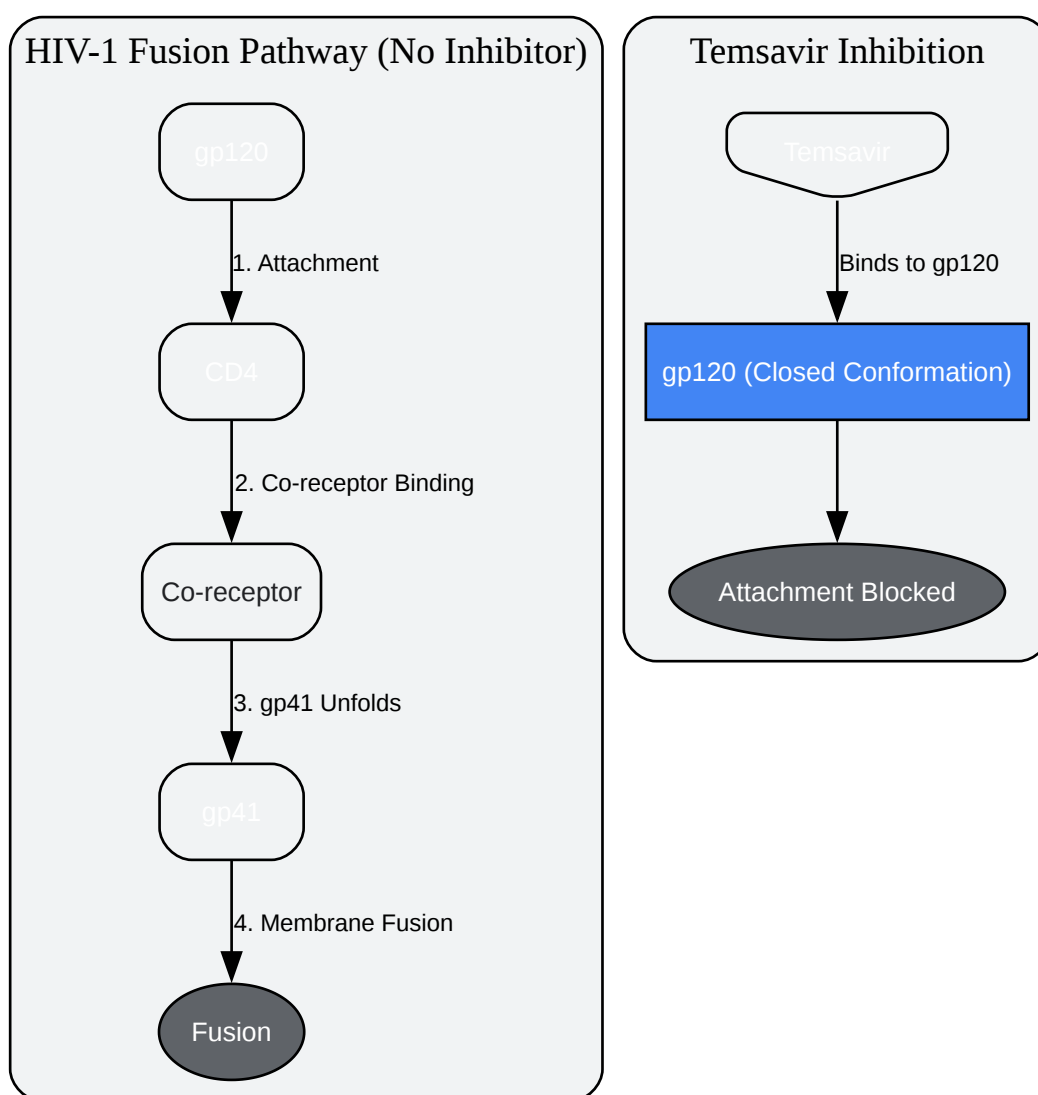 HIV-1 Fusion Pathway (No Inhibitor)
gp120
1. Attachment
CD4
2. Co-receptor Binding
Co-receptor
3. gp41 Unfolds
gp41
4. Membrane Fusion
Fusion
Temsavir Inhibition
Temsavir
Binds to gp120
gp120 (Closed Conformation)
Attachment Blocked